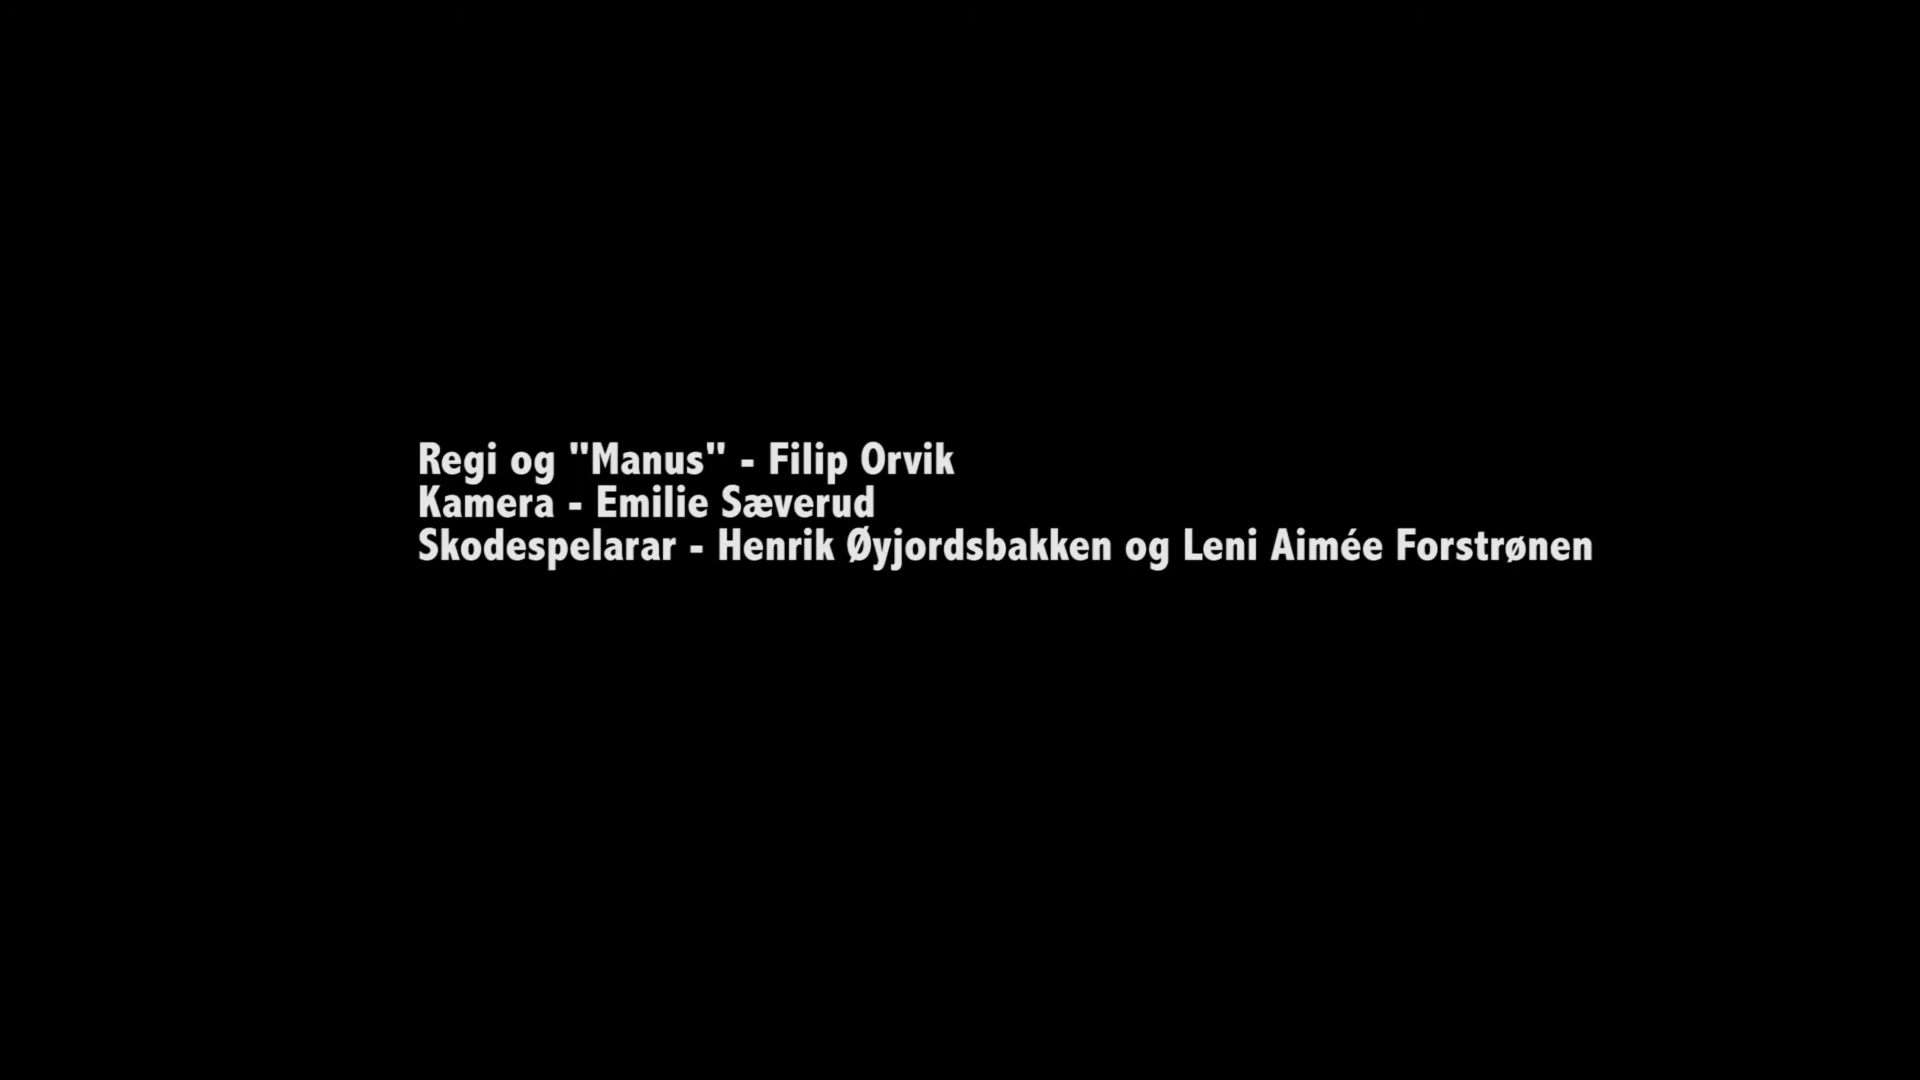 Regi og "Manus" - Filip Orvik
Kamera - Emilie Sæverud
Skodespelarar - Henrik Øyjordsbakken og Leni Aimée Forstrønen